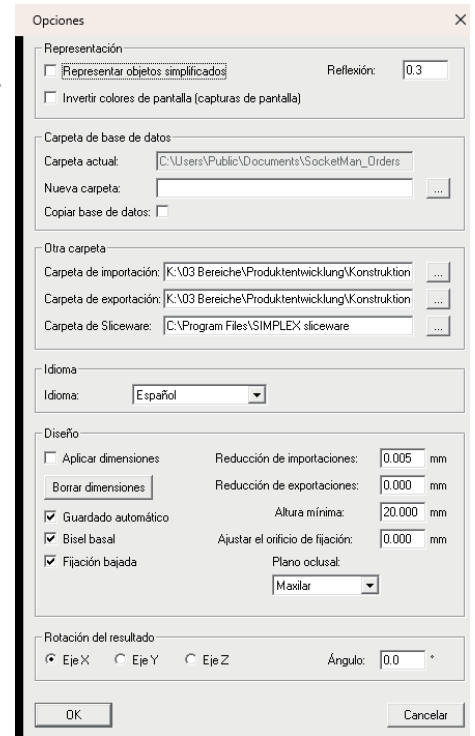 Opciones
Representación
Representar objetos simplificados Reflexión: 0.3
Invertir colores de pantalla (capturas de pantalla)
Carpeta de base de datos
Carpeta actual: C:\Users\Public\Documents\SocketMan_Orders
Nueva carpeta: ...
Copiar base de datos:
Otra carpeta
Carpeta de importación: K:\03 Bereiche\Produktentwicklung\Konstruktion ...
Carpeta de exportación: K:\03 Bereiche\Produktentwicklung\Konstruktion ...
Carpeta de Sliceware: C:\Program Files\SIMPLEX sliceware ...
Idioma
Idioma: Español
Diseño
Aplicar dimensiones Reducción de importaciones: 0.005 mm
Borrar dimensiones Reducción de exportaciones: 0.000 mm
Guardado automático Altura mínima: 20.000 mm
Bisel basal Ajustar el orificio de fijación: 0.000 mm
Fijación bajada Plano oclusal:
Maxilar
Rotación del resultado
Eje X Eje Y Eje Z Ángulo: 0.0 °
OK Cancelar